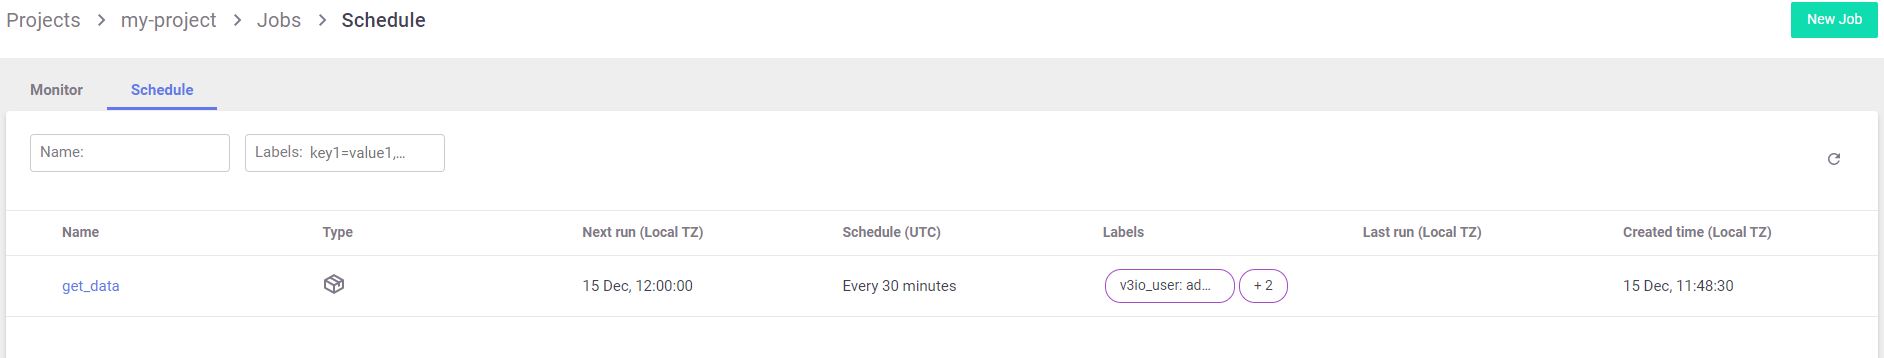 Projects > my-project > Jobs > Schedule
New Job
Monitor Schedule
Name: Labels: key1=value1,...
Name Type Next run (Local TZ) Schedule (UTC) Labels Last run (Local TZ) Created time (Local TZ)
get_data 15 Dec, 12:00:00 Every 30 minutes v3io_user: ad... + 2 15 Dec, 11:48:30